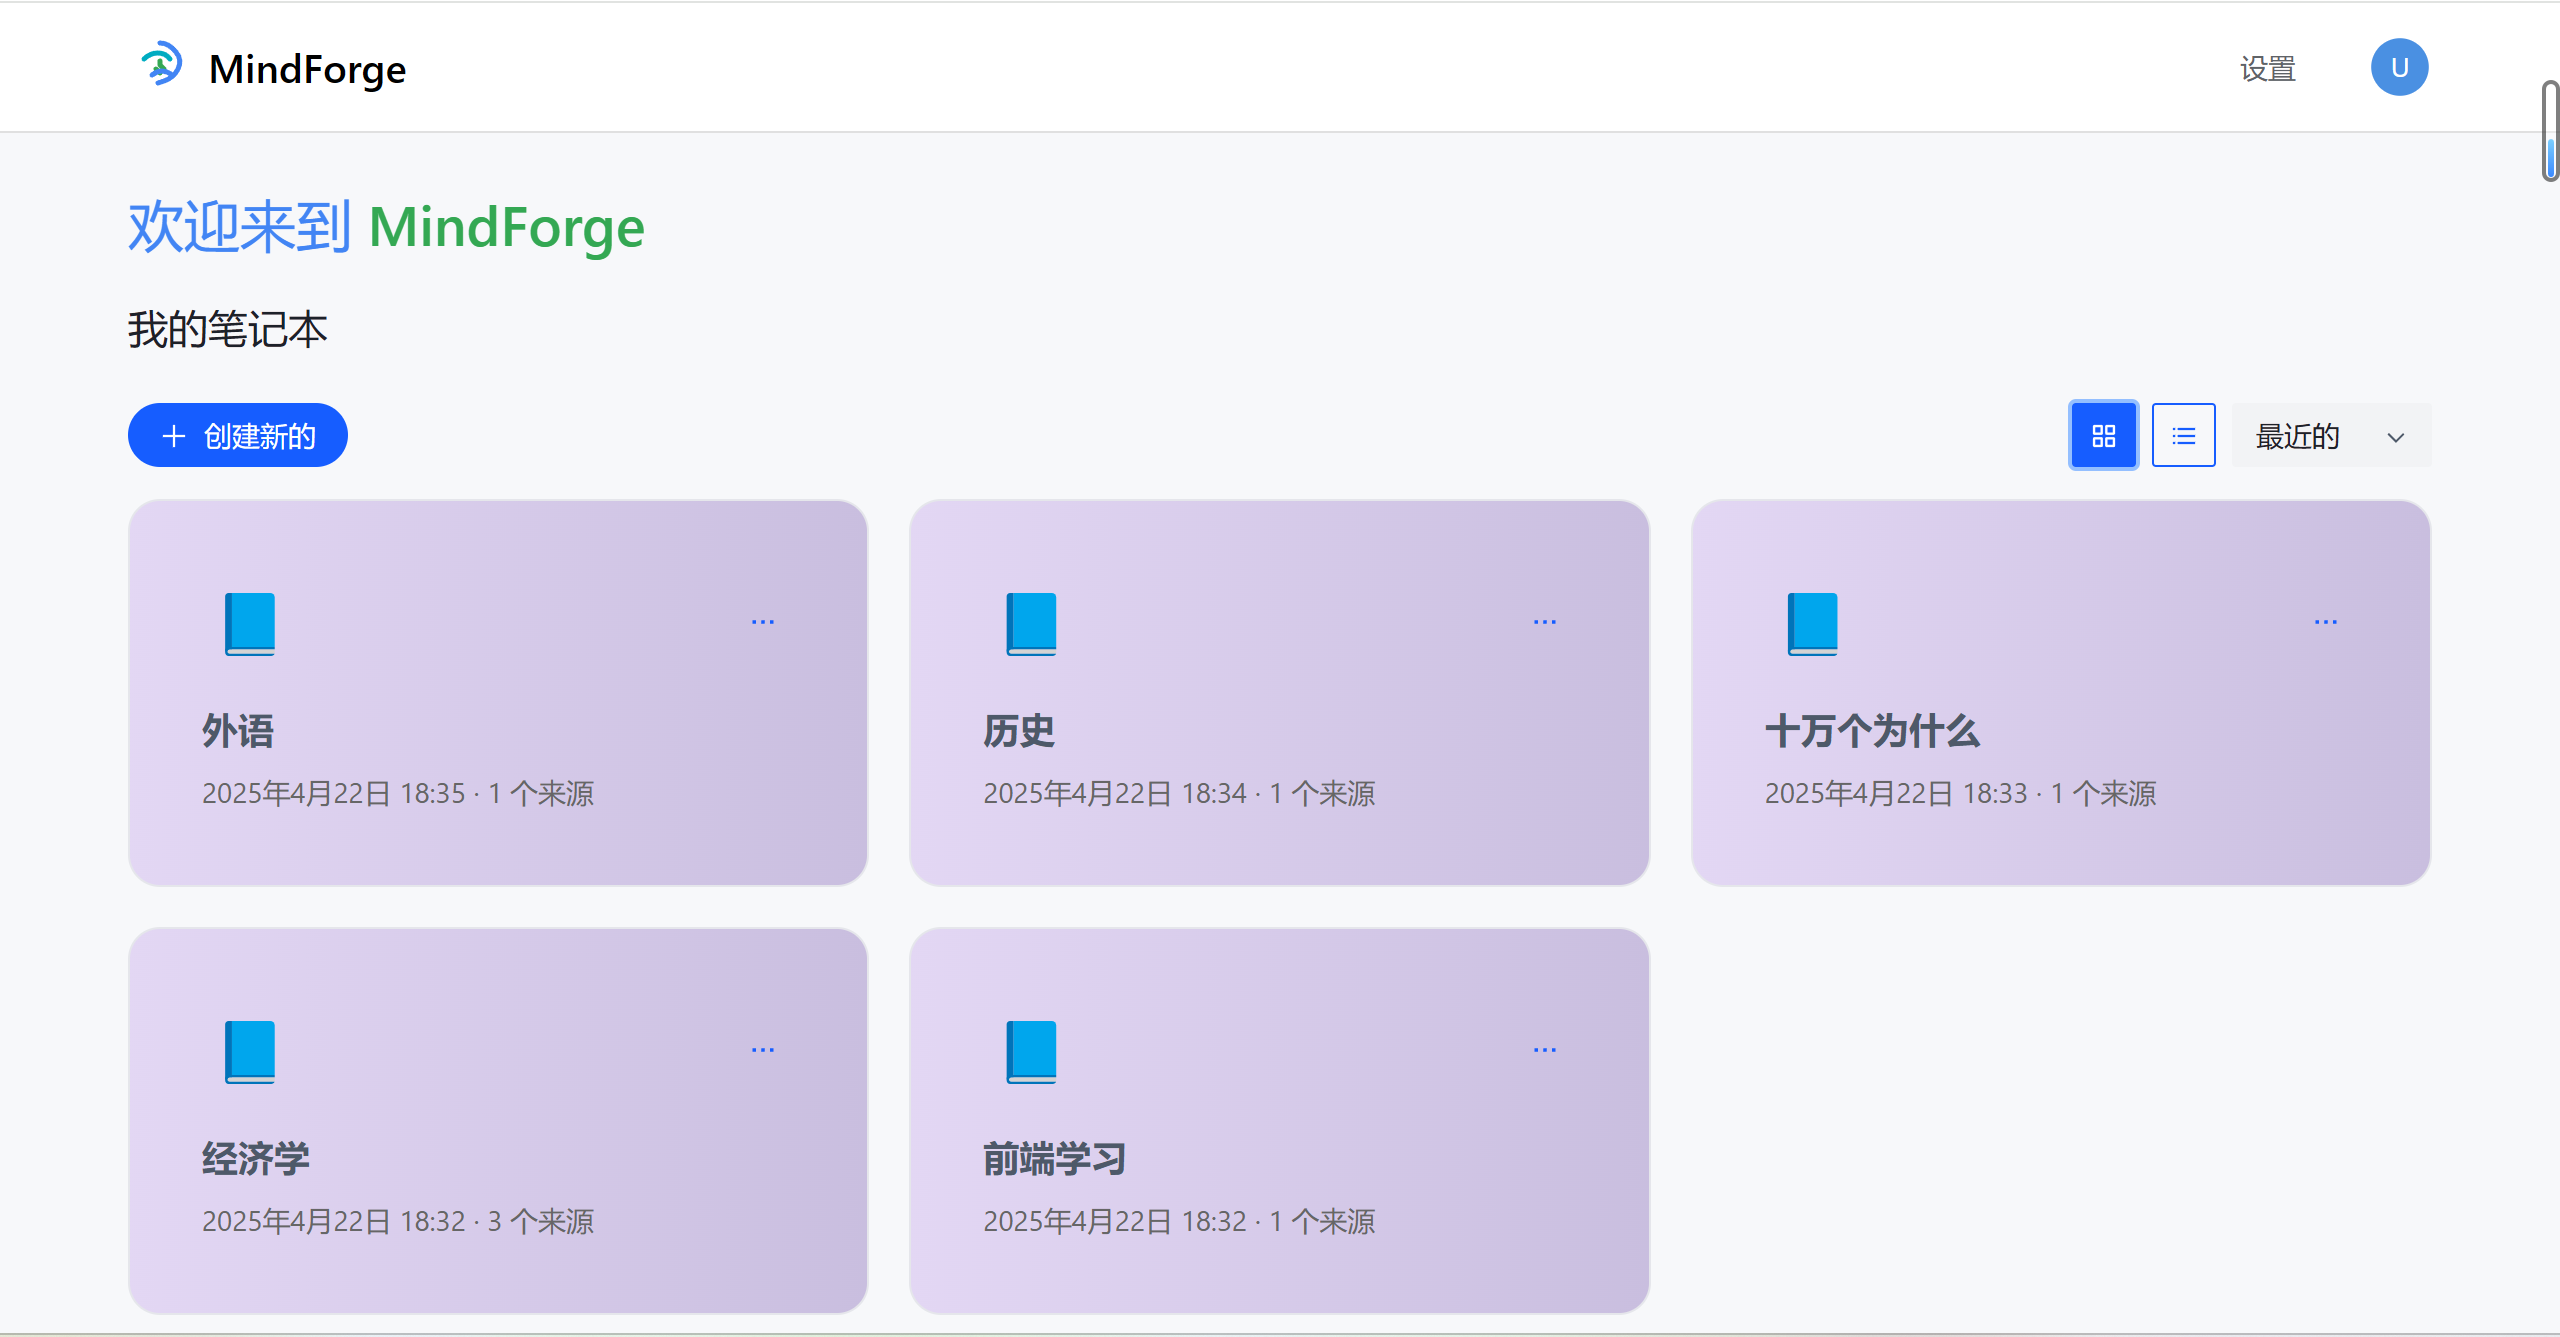 MindForge
设置
U
欢迎来到 MindForge
我的笔记本
创建新的
最近的
外语
2025年4月22日 18:35 · 1 个来源
历史
2025年4月22日 18:34 · 1 个来源
十万个为什么
2025年4月22日 18:33 · 1 个来源
经济学
2025年4月22日 18:32 · 3 个来源
前端学习
2025年4月22日 18:32 · 1 个来源